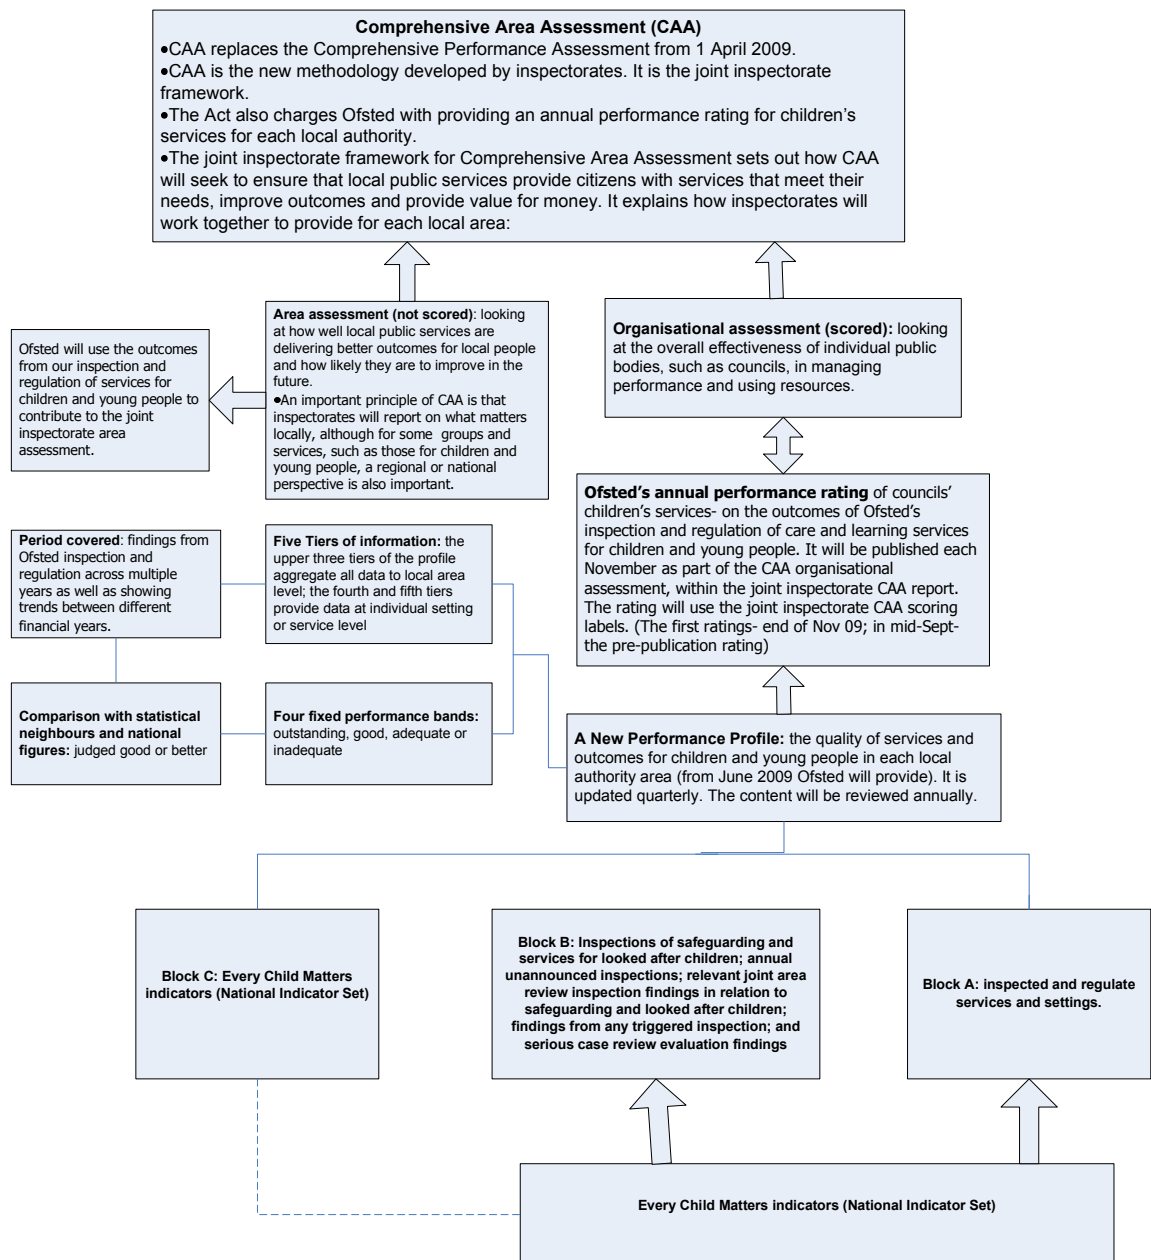 Comprehensive Area Assessment (CAA)
•CAA replaces the Comprehensive Performance Assessment from 1 April 2009.
•CAA is the new methodology developed by inspectorates. It is the joint inspectorate
framework.
•The Act also charges Ofsted with providing an annual performance rating for children's
services for each local authority.
•The joint inspectorate framework for Comprehensive Area Assessment sets out how CAA
will seek to ensure that local public services provide citizens with services that meet their
needs, improve outcomes and provide value for money. It explains how inspectorates will
work together to provide for each local area:
Ofsted will use the outcomes
from our inspection and
regulation of services for
children and young people to
contribute to the joint
inspectorate area
assessment.
Area assessment (not scored): looking
at how well local public services are
delivering better outcomes for local people
and how likely they are to improve in the
future.
•An important principle of CAA is that
inspectorates will report on what matters
locally, although for some  groups and
services, such as those for children and
young people, a regional or national
perspective is also important.
Organisational assessment (scored): looking
at the overall effectiveness of individual public
bodies, such as councils, in managing
performance and using resources.
Ofsted's annual performance rating of councils'
children's services- on the outcomes of Ofsted's
inspection and regulation of care and learning services
for children and young people. It will be published each
November as part of the CAA organisational
assessment, within the joint inspectorate CAA report.
The rating will use the joint inspectorate CAA scoring
labels. (The first ratings- end of Nov 09; in mid-Sept-
the pre-publication rating)
Period covered: findings from
Ofsted inspection and
regulation across multiple
years as well as showing
trends between different
financial years.
Five Tiers of information: the
upper three tiers of the profile
aggregate all data to local area
level; the fourth and fifth tiers
provide data at individual setting
or service level
Comparison with statistical
neighbours and national
figures: judged good or better
Four fixed performance bands:
outstanding, good, adequate or
inadequate
A New Performance Profile: the quality of services and
outcomes for children and young people in each local
authority area (from June 2009 Ofsted will provide). It is
updated quarterly. The content will be reviewed annually.
Block C: Every Child Matters
indicators (National Indicator Set)
Block B: Inspections of safeguarding and
services for looked after children; annual
unannounced inspections; relevant joint area
review inspection findings in relation to
safeguarding and looked after children;
findings from any triggered inspection; and
serious case review evaluation findings
Block A: inspected and regulate
services and settings.
Every Child Matters indicators (National Indicator Set)